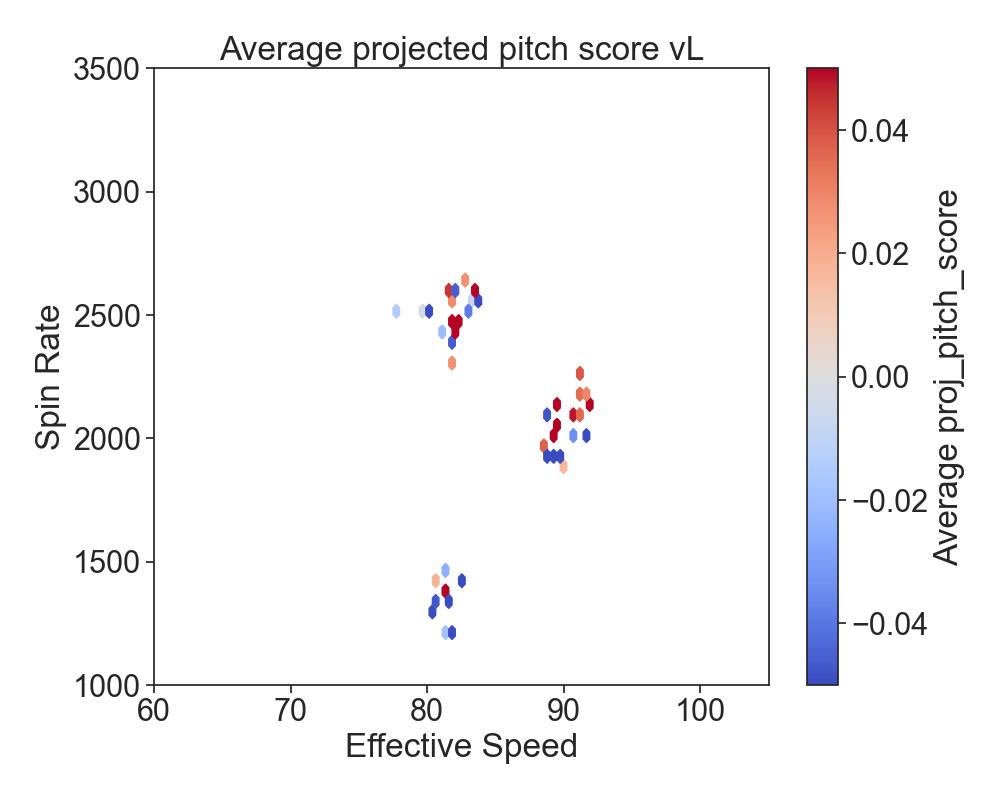 Average projected pitch score vL
3500
3000
2500
2000
1500
1000
Spin Rate
60 70 80 90 100
Effective Speed
0.04
0.02
0.00
−0.02
−0.04
Average proj_pitch_score